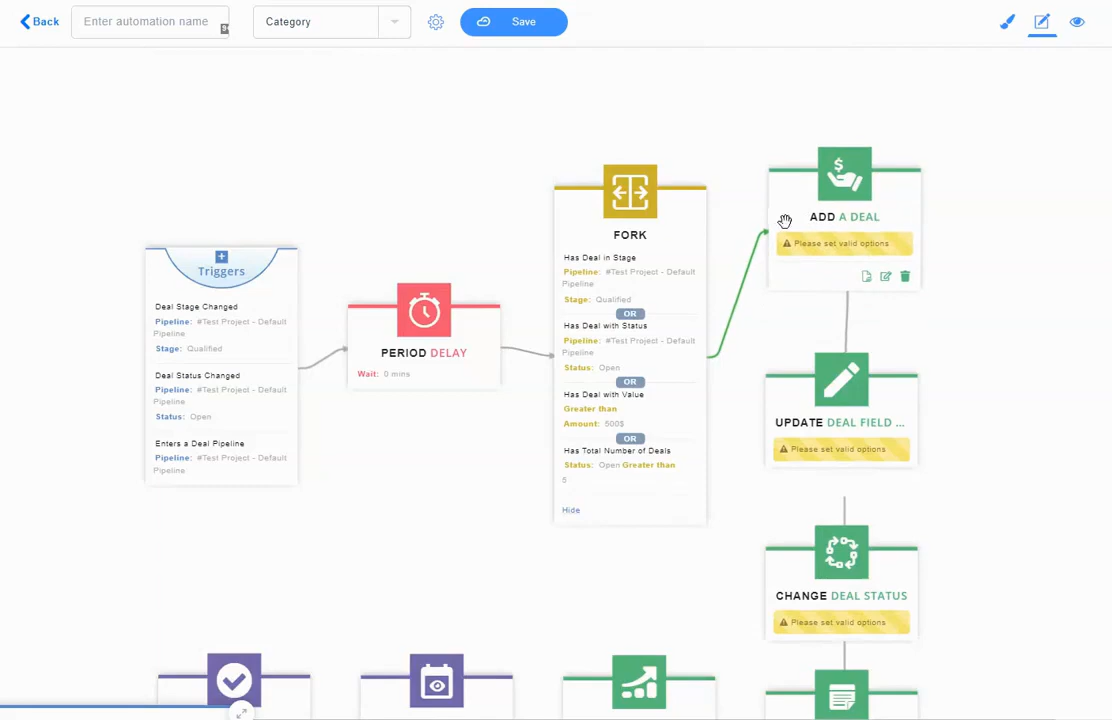 Back
Enter automation name
Category
Save
Triggers
Deal Stage Changed
Pipeline: #Test Project - Default
Pipeline
Stage: Qualified
Deal Status Changed
Pipeline: #Test Project - Default
Pipeline
Status: Open
Enters a Deal Pipeline
Pipeline: #Test Project - Default
Pipeline
PERIOD DELAY
Wait: 0 mins
FORK
Has Deal in Stage
Pipeline: #Test Project - Default
Pipeline
Stage: Qualified
OR
Has Deal with Status
Pipeline: #Test Project - Default
Pipeline
Status: Open
OR
Has Deal with Value
Greater than
Amount: 500$
OR
Has Total Number of Deals
Status: Open Greater than
5
Hide
ADD A DEAL
Please set valid options
UPDATE DEAL FIELD ...
Please set valid options
CHANGE DEAL STATUS
Please set valid options